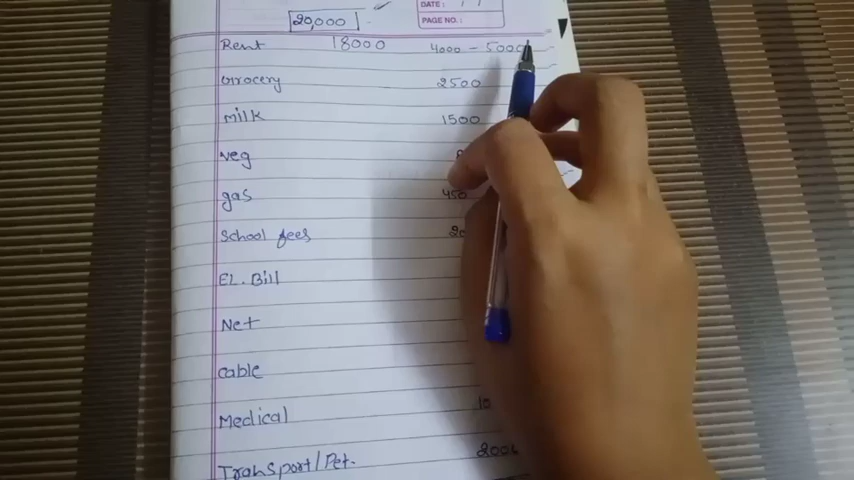 DATE: / /
20,000
PAGE NO.:
Rent 18000 4000 - 5000
Grocery 2500
milk 1500
veg
gas 450
School fees
EL. Bill
Net
cable
Medical
Transport/Pet.